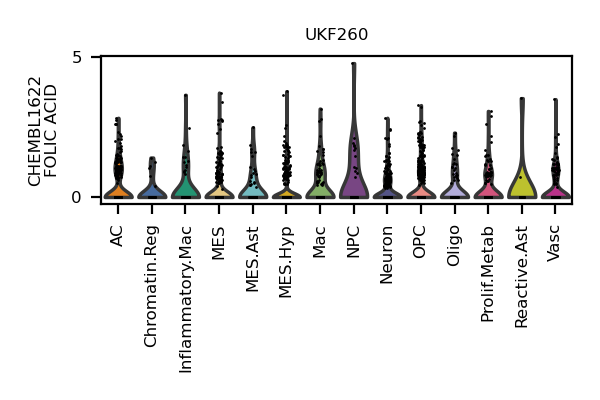 UKF260
CHEMBL1622
FOLIC ACID
5
0
AC
Chromatin.Reg
Inflammatory.Mac
MES
MES.Ast
MES.Hyp
Mac
NPC
Neuron
OPC
Oligo
Prolif.Metab
Reactive.Ast
Vasc